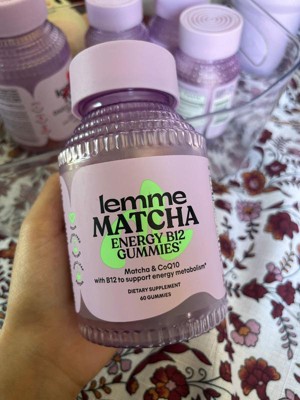 lemme
MATCHA
ENERGY B12
GUMMIES*
Matcha & CoQ10
with B12 to support energy metabolism*
DIETARY SUPPLEMENT
60 GUMMIES